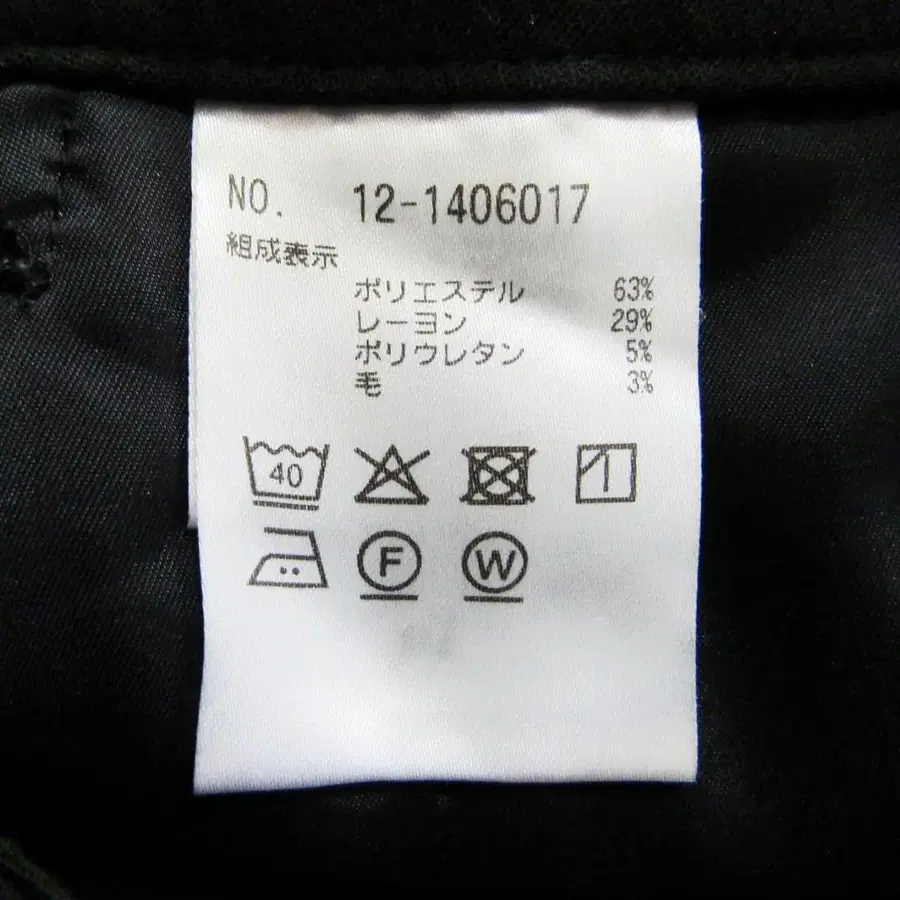 NO. 12-1406017
組成表示
ポリエステル 63%
レーヨン 29%
ポリウレタン 5%
毛 3%
40
F W